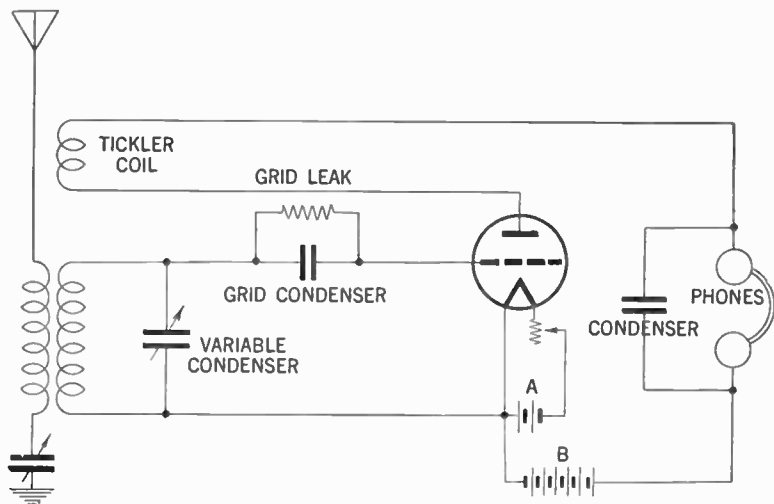 TICKLER
COIL
GRID LEAK
GRID CONDENSER
VARIABLE
CONDENSER
PHONES
CONDENSER
A
B